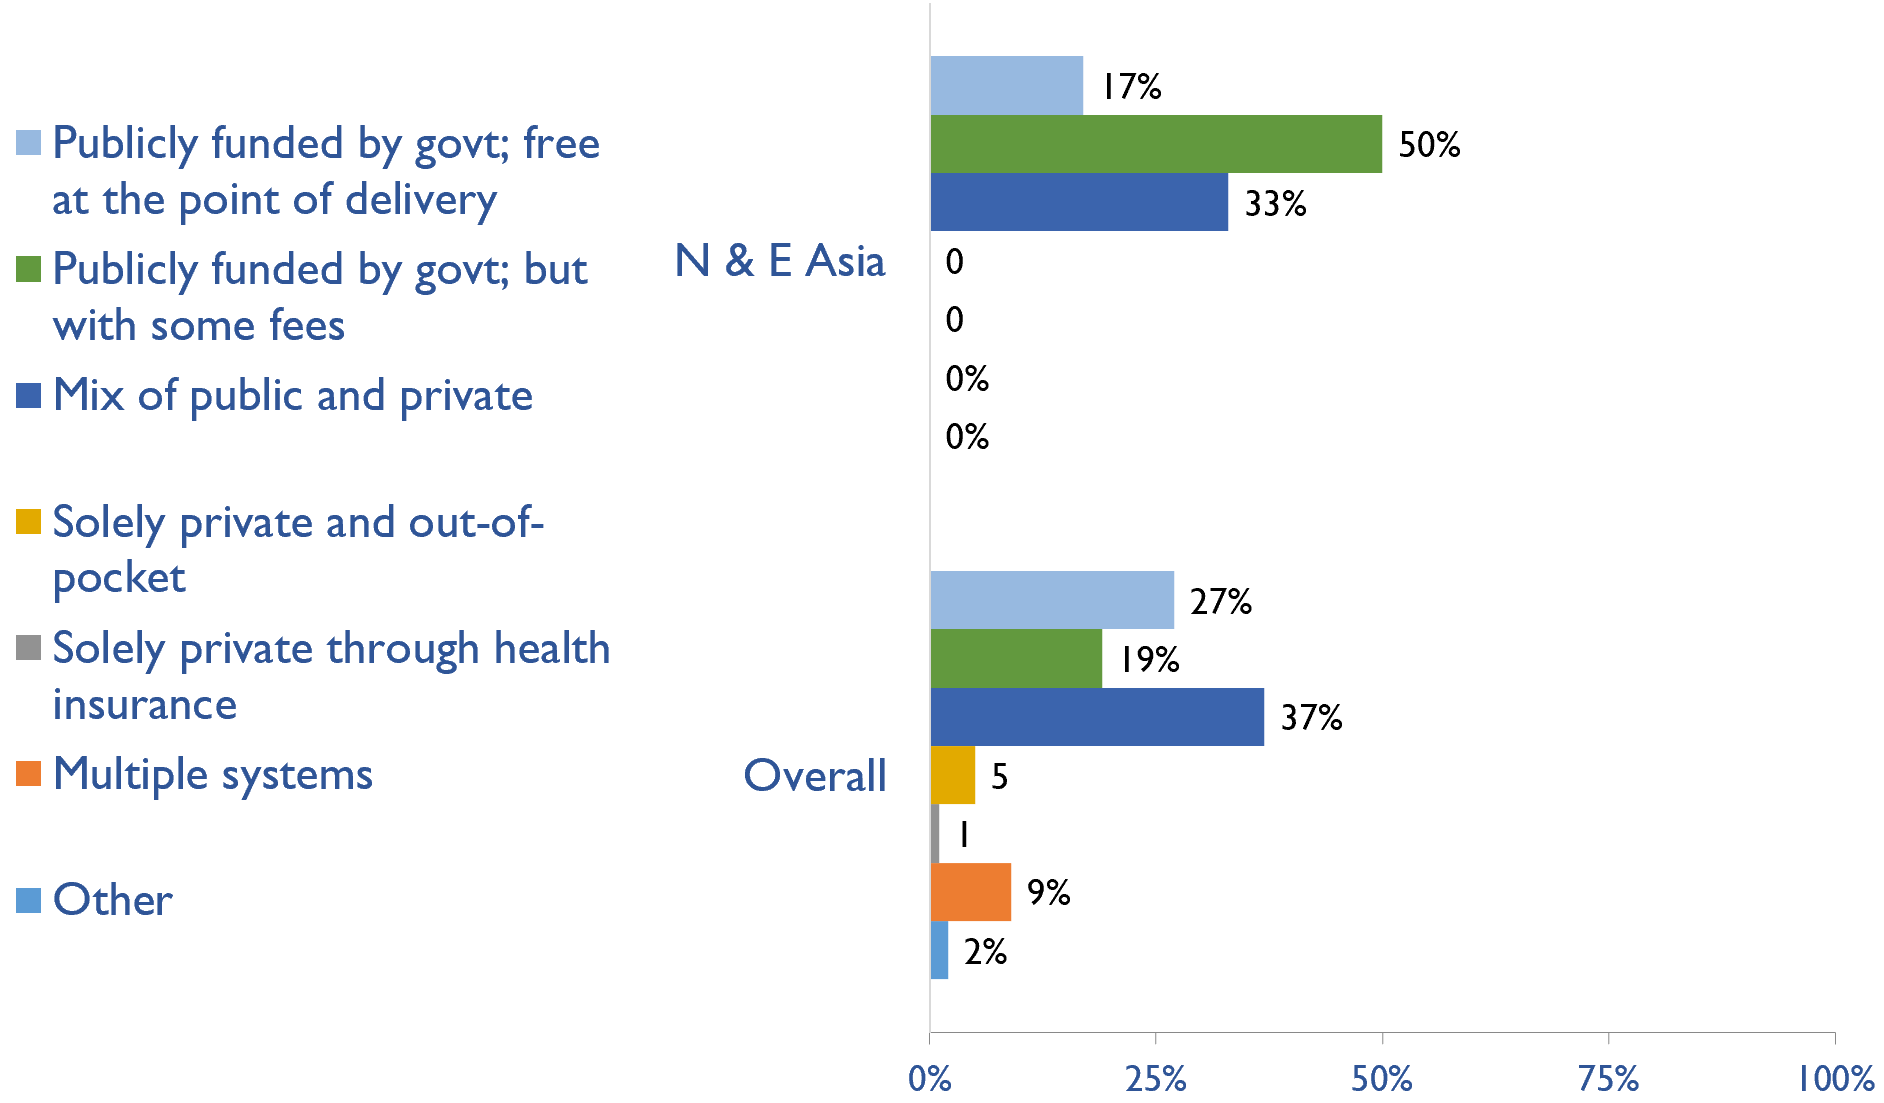 Publicly funded by govt; free
at the point of delivery
Publicly funded by govt; but
with some fees
Mix of public and private
Solely private and out-of-
pocket
Solely private through health
insurance
Multiple systems
Other
N & E Asia
17%
50%
33%
0
0
0%
0%
Overall
27%
19%
37%
5
1
9%
2%
0%
25%
50%
75%
100%